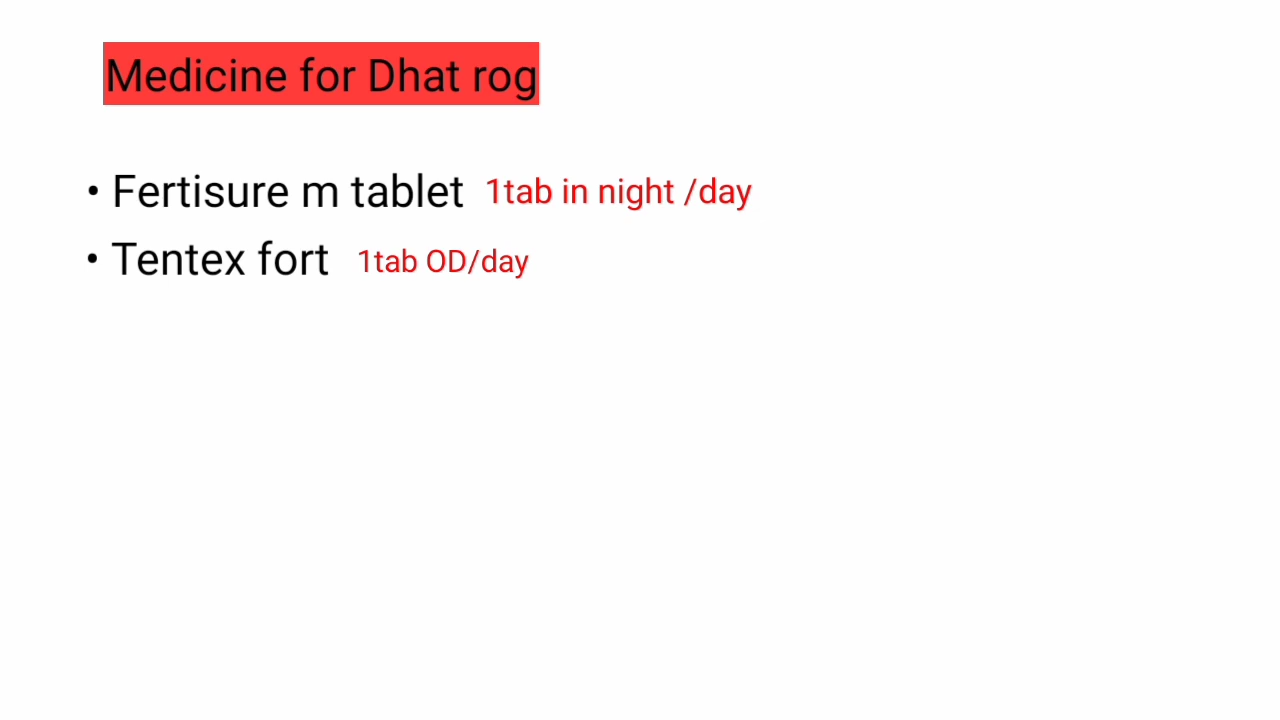 Medicine for Dhat rog
• Fertisure m tablet 1tab in night /day
• Tentex fort 1tab OD/day